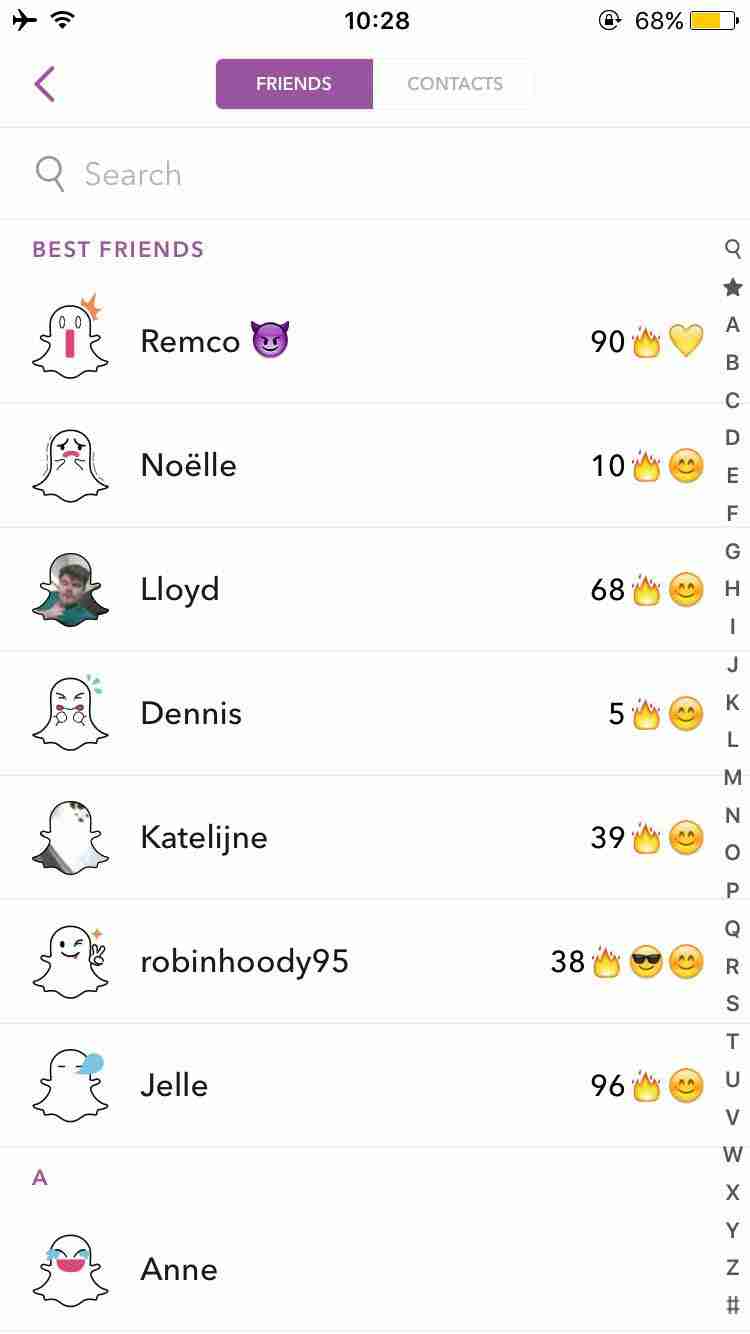 10:28
68%
FRIENDS CONTACTS
Search
BEST FRIENDS
Remco 😈 90🔥💛
Noëlle 10🔥😊
Lloyd 68🔥😊
Dennis 5🔥😊
Katelijne 39🔥😊
robinhoody95 38🔥😎😊
Jelle 96🔥😊
A
Anne
A
B
C
D
E
F
G
H
I
J
K
L
M
N
O
P
Q
R
S
T
U
V
W
X
Y
Z
#